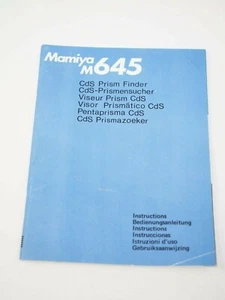 Mamiya
M645
CdS Prism Finder
CdS-Prismensucher
Viseur Prism CdS
Visor Prismático CdS
Pentaprisma CdS
CdS Prismazoeker
Instructions
Bedienungsanleitung
Instructions
Instrucciones
Istruzioni d'uso
Gebruiksaanwijzing